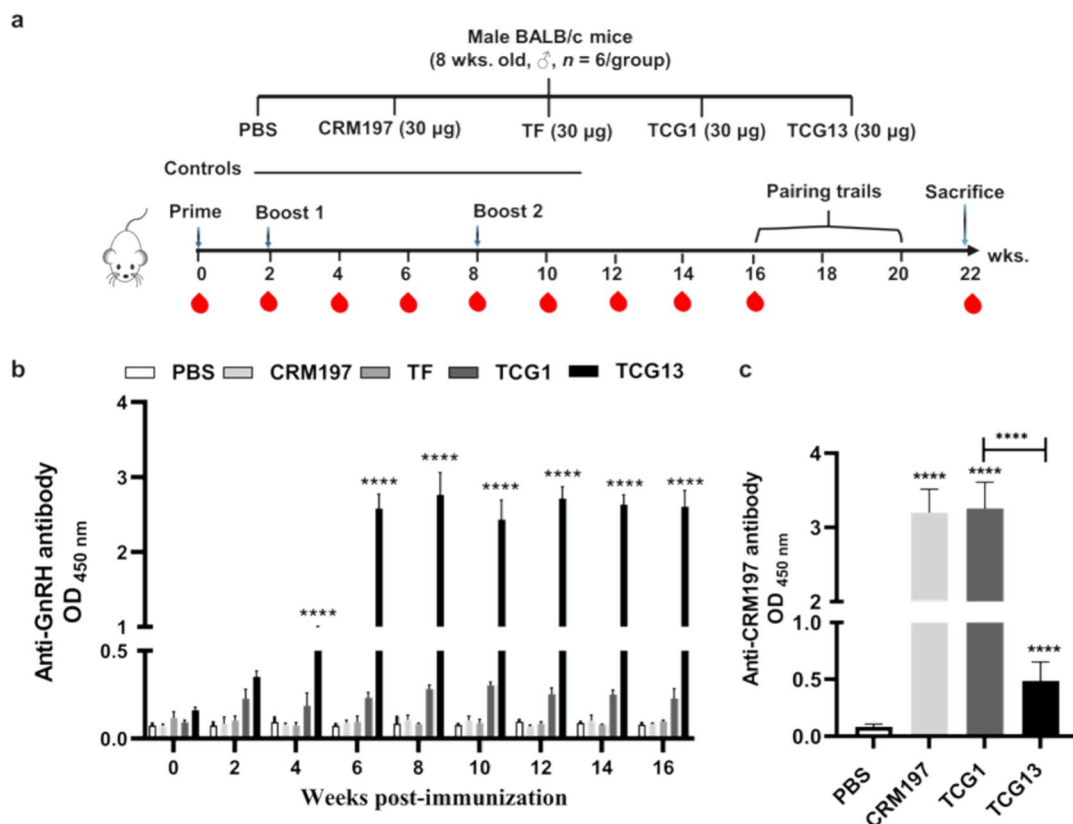 a
Male BALB/c mice
(8 wks. old, ♂, n = 6/group)
PBS CRM197 (30 µg) TF (30 µg) TCG1 (30 µg) TCG13 (30 µg)
Controls
Prime Boost 1 Boost 2 Pairing trails Sacrifice
0 2 4 6 8 10 12 14 16 18 20 22 wks.
b
PBS CRM197 TF TCG1 TCG13
Anti-GnRH antibody
OD 450 nm
4
3
2
1
0.5
0.0
**** **** **** **** **** **** ****
0 2 4 6 8 10 12 14 16
Weeks post-immunization
c
Anti-CRM197 antibody
OD 450 nm
4
3
2
1.0
0.5
0.0
****
**** ****
****
PBS CRM197 TCG1 TCG13